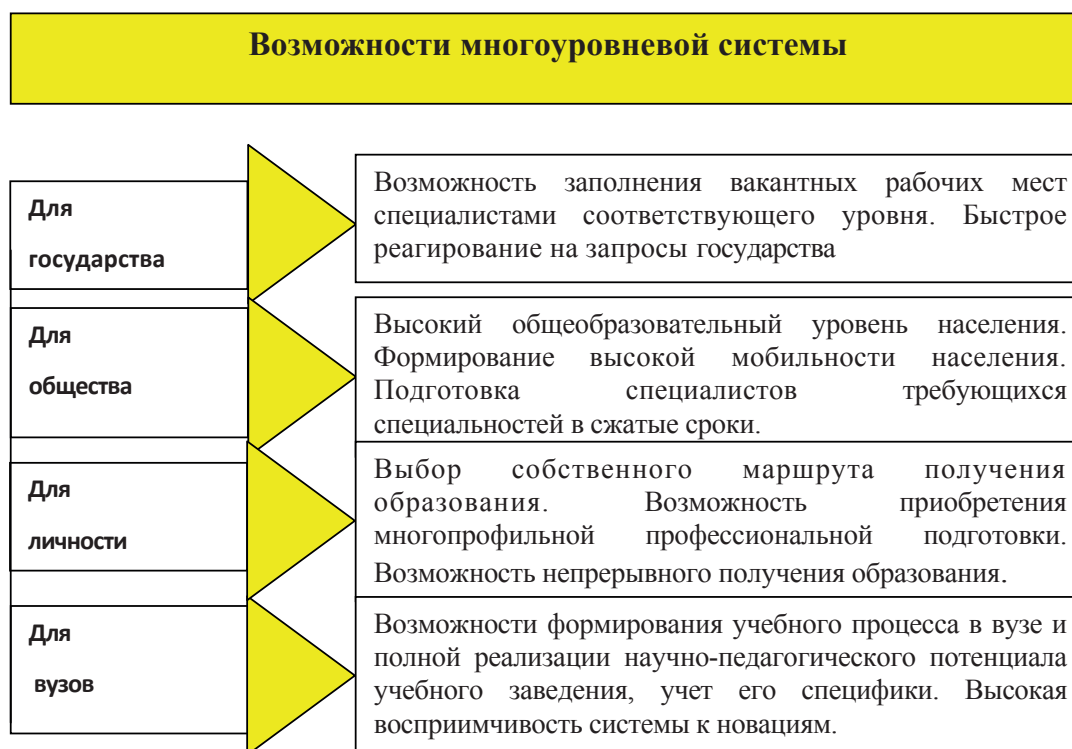 Возможности многоуровневой системы
Для
государства
Возможность заполнения вакантных рабочих мест
специалистами соответствующего уровня. Быстрое
реагирование на запросы государства
Для
общества
Высокий общеобразовательный уровень населения.
Формирование высокой мобильности населения.
Подготовка специалистов требующихся
специальностей в сжатые сроки.
Для
личности
Выбор собственного маршрута получения
образования. Возможность приобретения
многопрофильной профессиональной подготовки.
Возможность непрерывного получения образования.
Для
вузов
Возможности формирования учебного процесса в вузе и
полной реализации научно-педагогического потенциала
учебного заведения, учет его специфики. Высокая
восприимчивость системы к новациям.